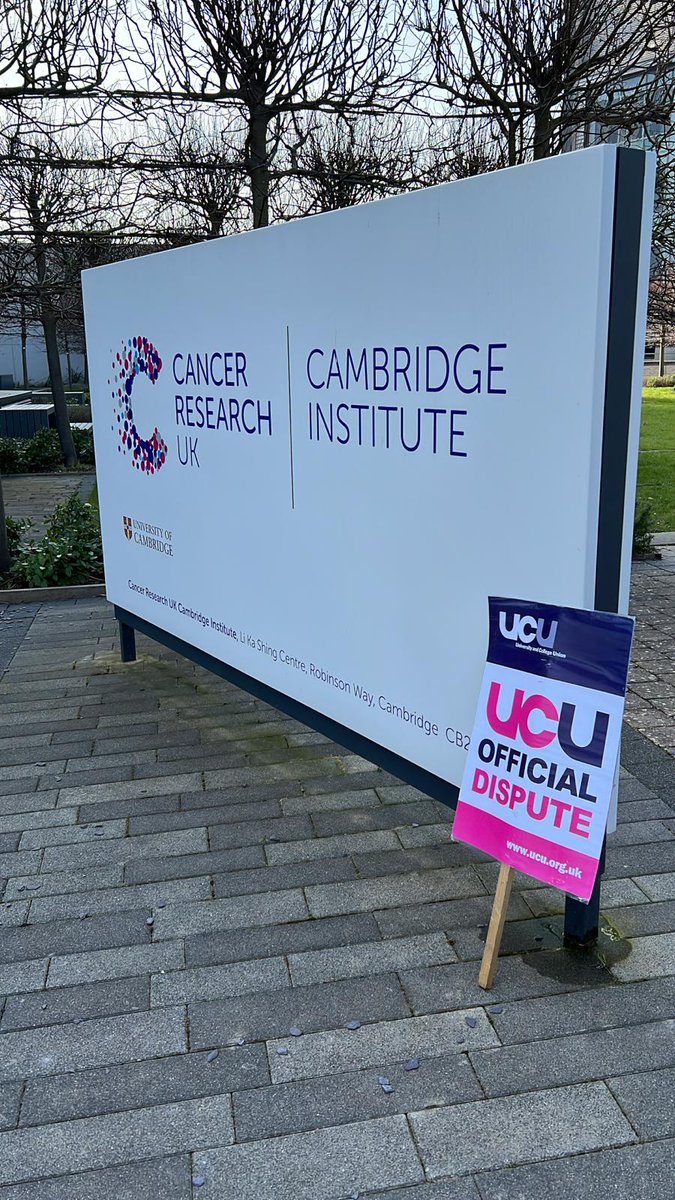 CANCER
RESEARCH
UK
CAMBRIDGE
INSTITUTE
UNIVERSITY OF
CAMBRIDGE
Cancer Research UK Cambridge Institute, Li Ka Shing Centre, Robinson Way, Cambridge CB2
UCU
University and College Union
UCU
OFFICIAL
DISPUTE
www.ucu.org.uk